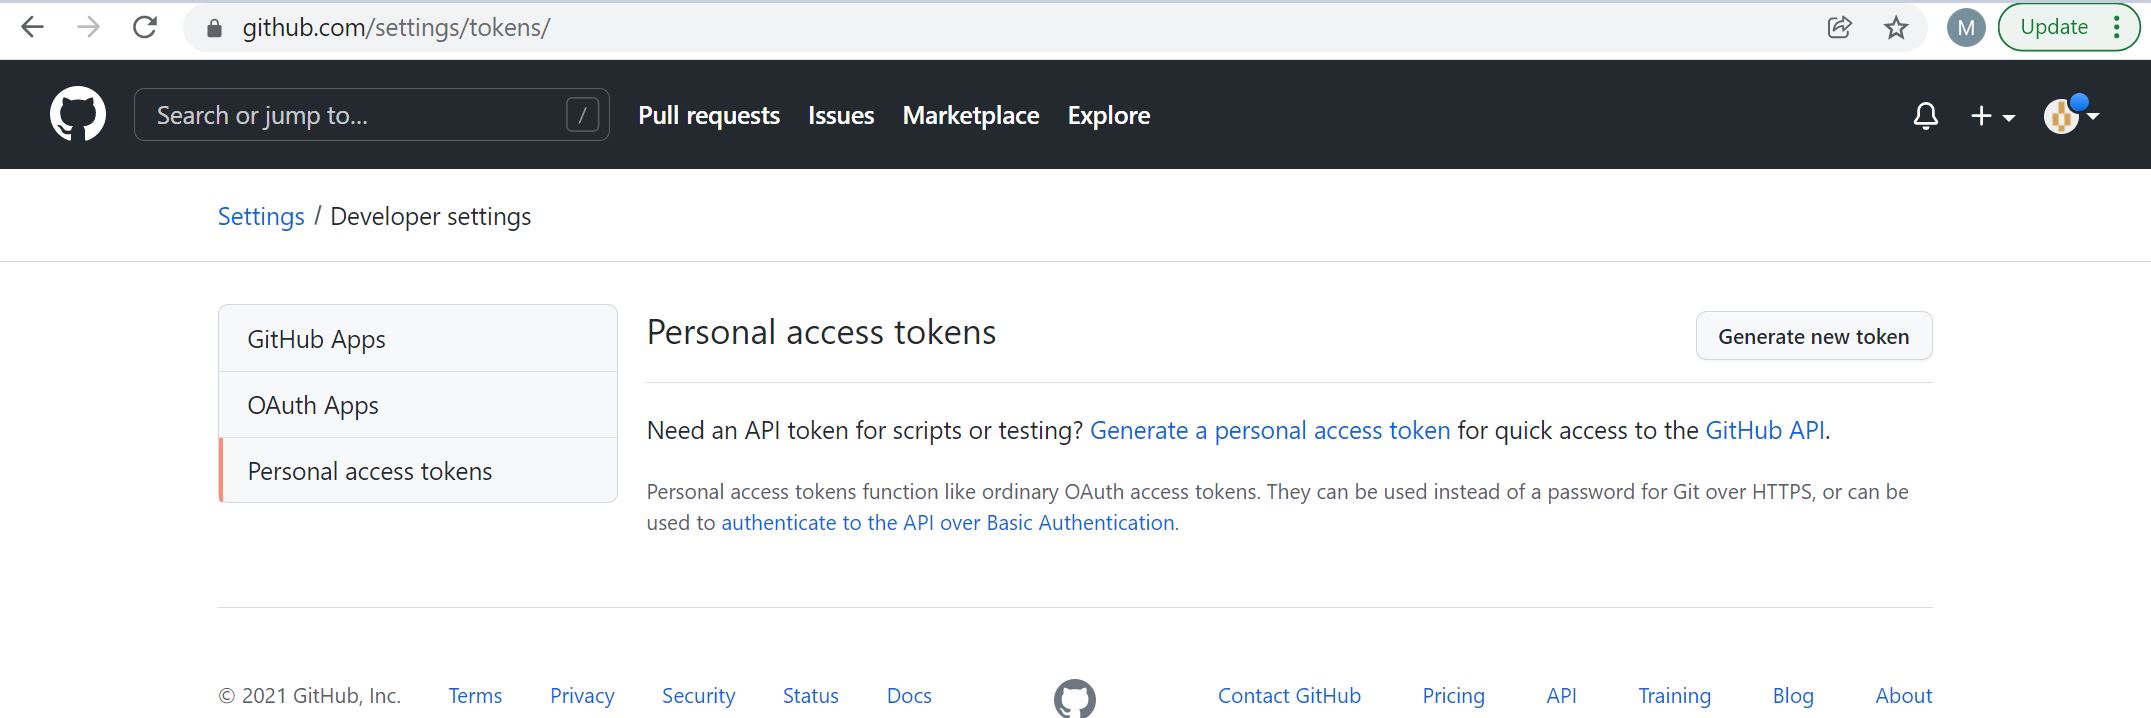 github.com/settings/tokens/
M
Update
Search or jump to...
/
Pull requests Issues Marketplace Explore
Settings / Developer settings
GitHub Apps
OAuth Apps
Personal access tokens
Personal access tokens
Generate new token
Need an API token for scripts or testing? Generate a personal access token for quick access to the GitHub API.
Personal access tokens function like ordinary OAuth access tokens. They can be used instead of a password for Git over HTTPS, or can be
used to authenticate to the API over Basic Authentication.
© 2021 GitHub, Inc. Terms Privacy Security Status Docs Contact GitHub Pricing API Training Blog About